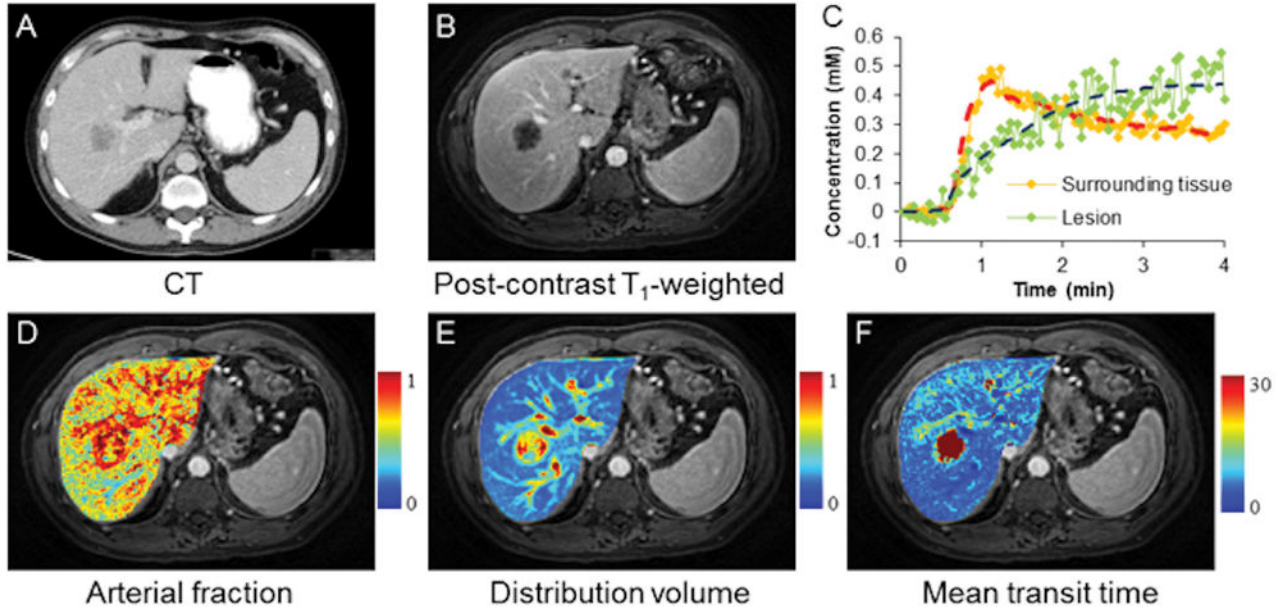 A
CT
B
Post-contrast T₁-weighted
C
Concentration (mM)
0.6
0.5
0.4
0.3
0.2
0.1
0
-0.1
Surrounding tissue
Lesion
0 1 2 3 4
Time (min)
D
1
0
Arterial fraction
E
1
0
Distribution volume
F
30
0
Mean transit time